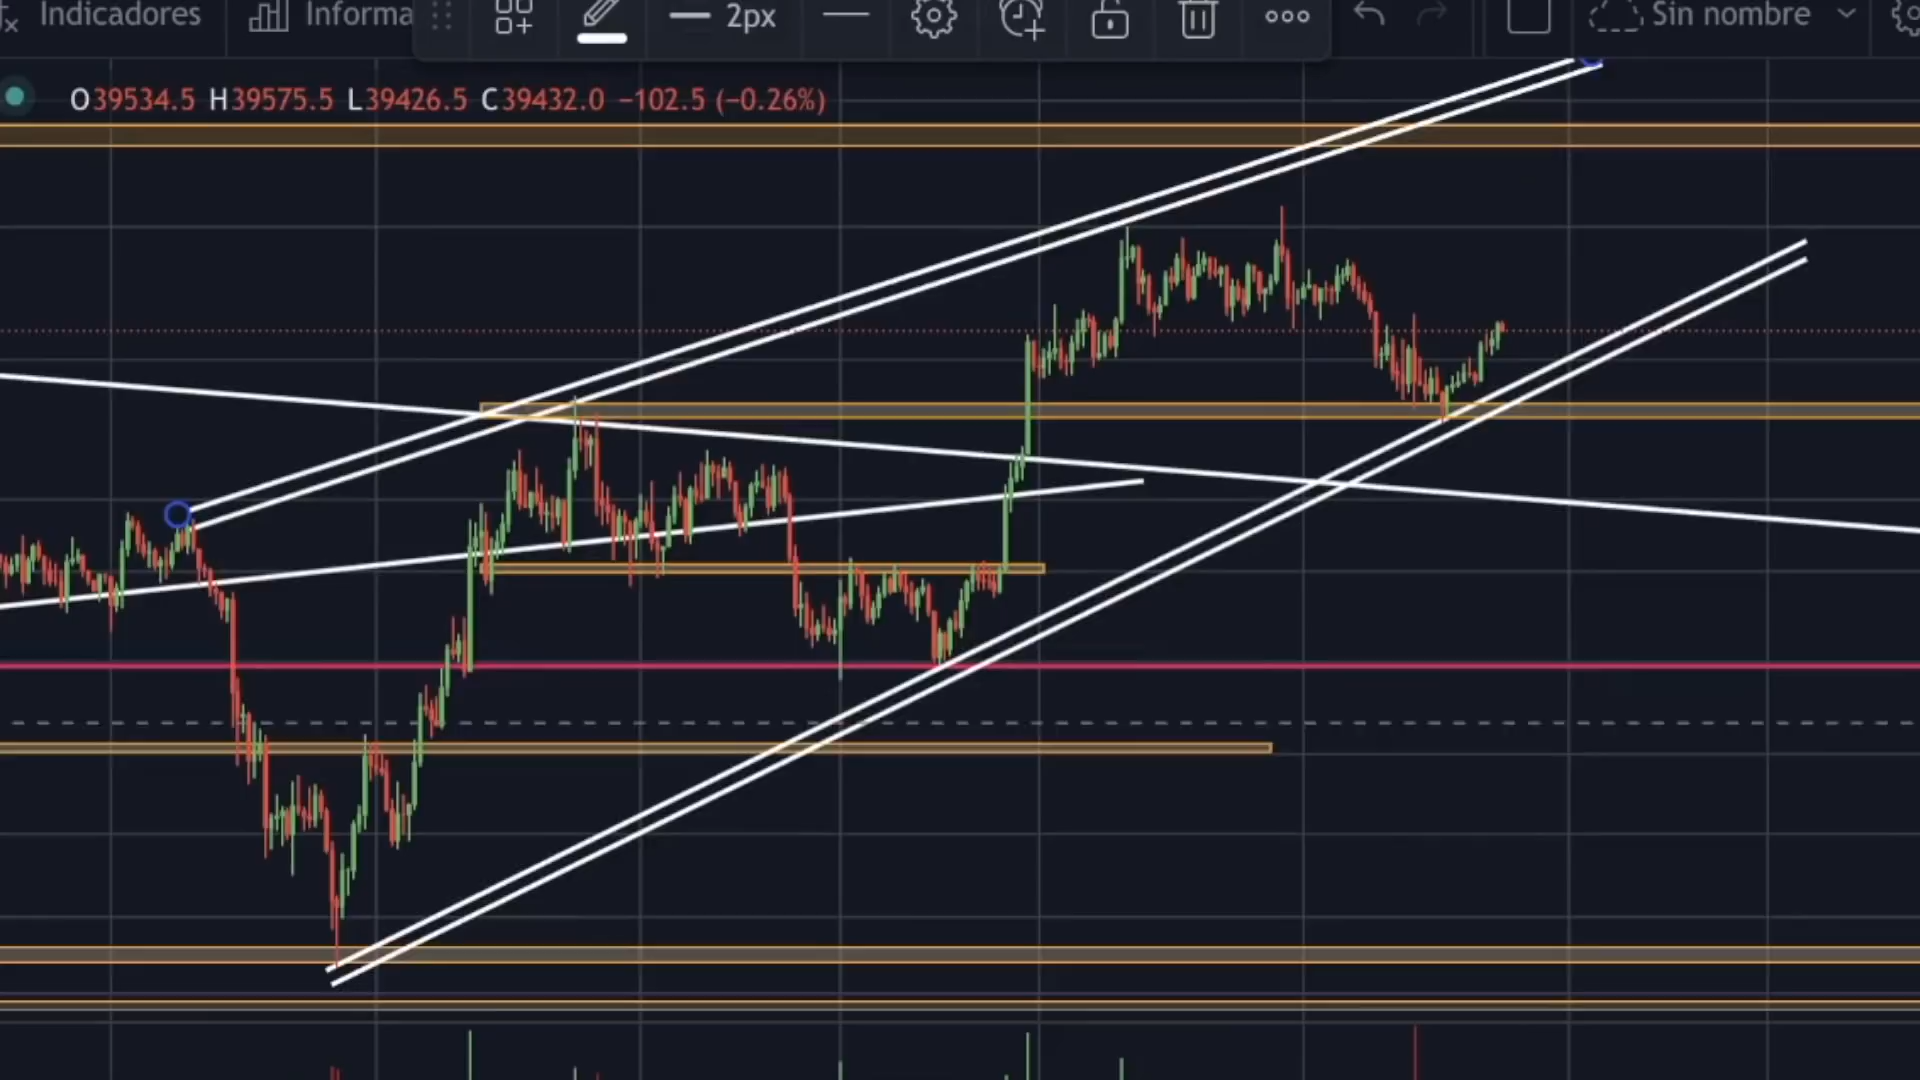 Indicadores Informa 2px Sin nombre
O39534.5 H39575.5 L39426.5 C39432.0 −102.5 (−0.26%)